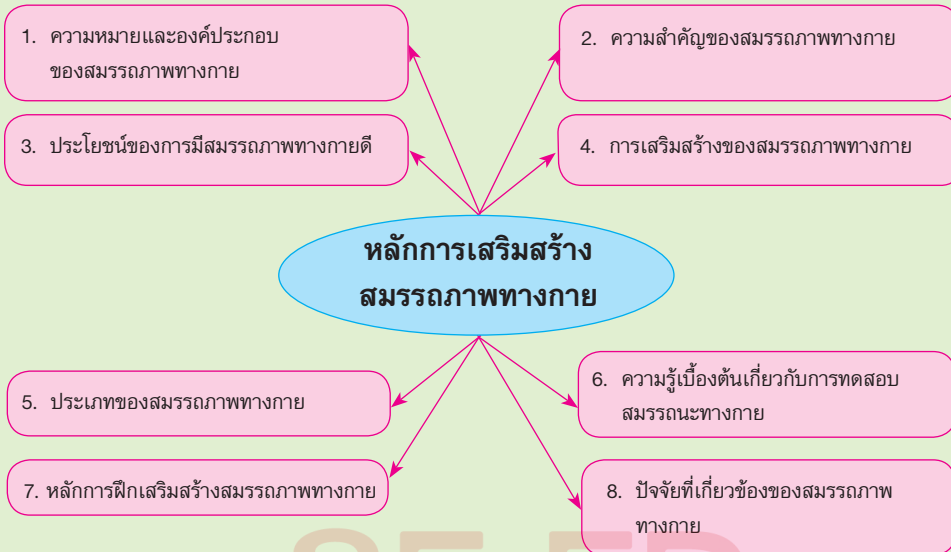 1. ความหมายและองค์ประกอบ
ของสมรรถภาพทางกาย
2. ความสำคัญของสมรรถภาพทางกาย
3. ประโยชน์ของการมีสมรรถภาพทางกายดี
4. การเสริมสร้างของสมรรถภาพทางกาย
หลักการเสริมสร้าง
สมรรถภาพทางกาย
5. ประเภทของสมรรถภาพทางกาย
6. ความรู้เบื้องต้นเกี่ยวกับการทดสอบ
สมรรถนะทางกาย
7. หลักการฝึกเสริมสร้างสมรรถภาพทางกาย
8. ปัจจัยที่เกี่ยวข้องของสมรรถภาพ
ทางกาย
SE-ED